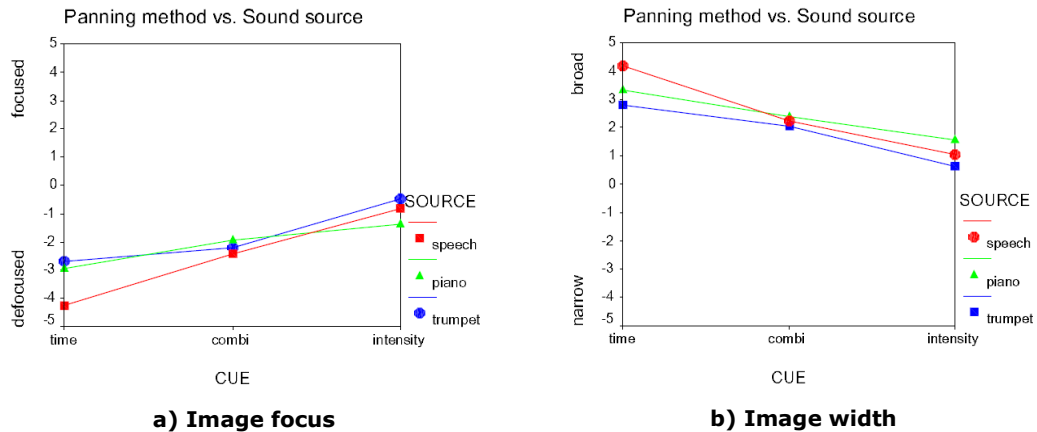 Panning method vs. Sound source
focused
defocused
5
4
3
2
1
0
-1
-2
-3
-4
-5
time
combi
intensity
CUE
SOURCE
speech
piano
trumpet
a) Image focus
Panning method vs. Sound source
broad
narrow
5
4
3
2
1
0
-1
-2
-3
-4
-5
time
combi
intensity
CUE
SOURCE
speech
piano
trumpet
b) Image width